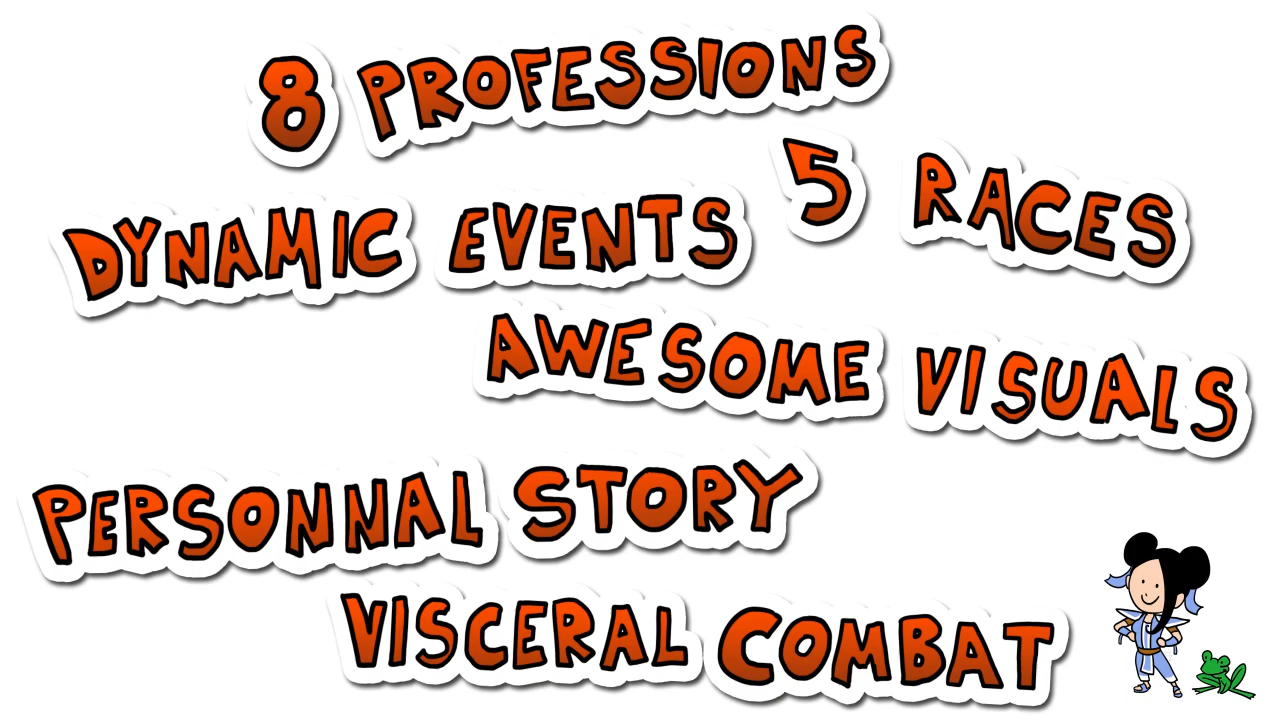 8 PROFESSIONS
5 RACES
DYNAMIC EVENTS
AWESOME VISUALS
PERSONNAL STORY
VISCERAL COMBAT